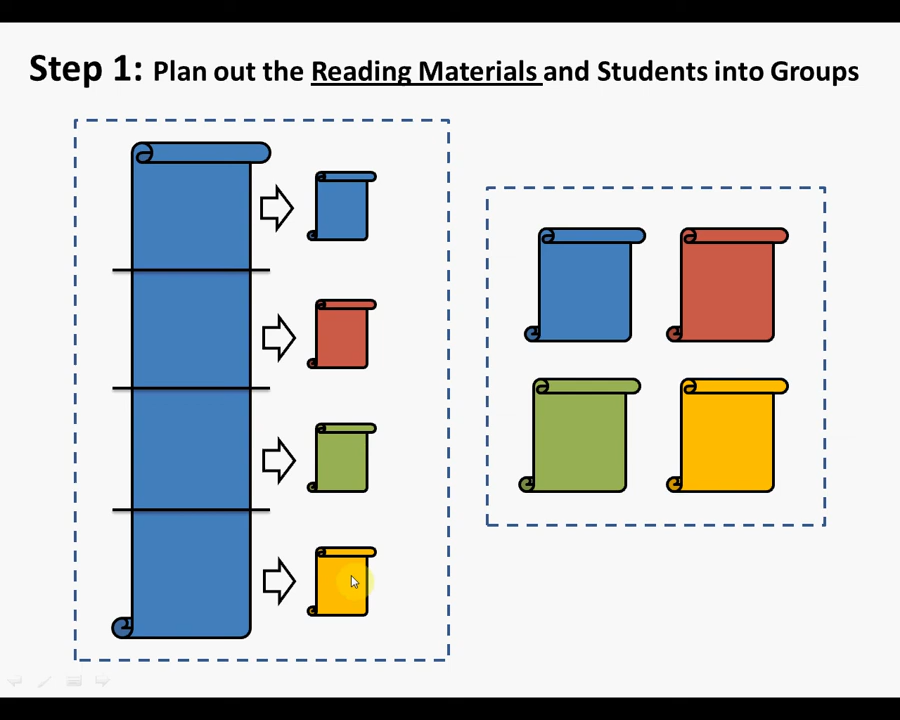 Step 1: Plan out the Reading Materials and Students into Groups